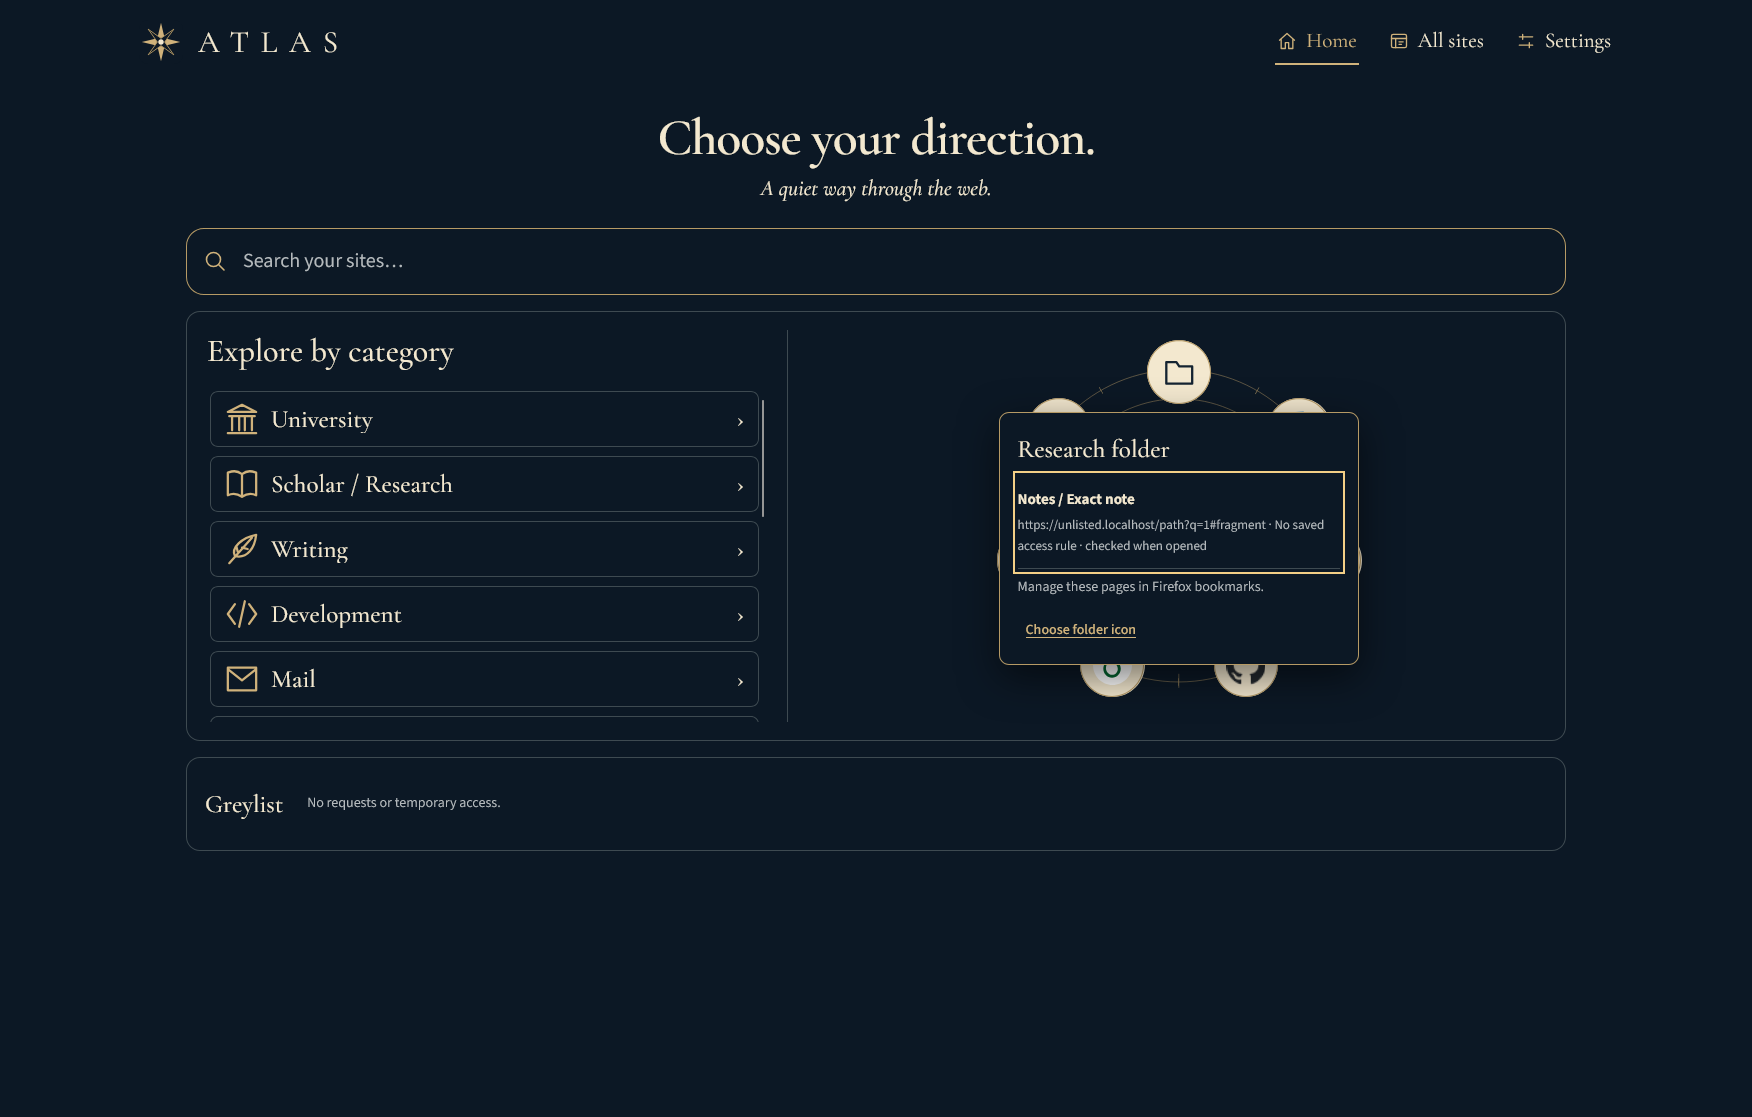 ATLAS
Home
All sites
Settings
Choose your direction.
A quiet way through the web.
Search your sites…
Explore by category
University
Scholar / Research
Writing
Development
Mail
Research folder
Notes / Exact note
https://unlisted.localhost/path?q=1#fragment · No saved
access rule · checked when opened
Manage these pages in Firefox bookmarks.
Choose folder icon
Greylist
No requests or temporary access.